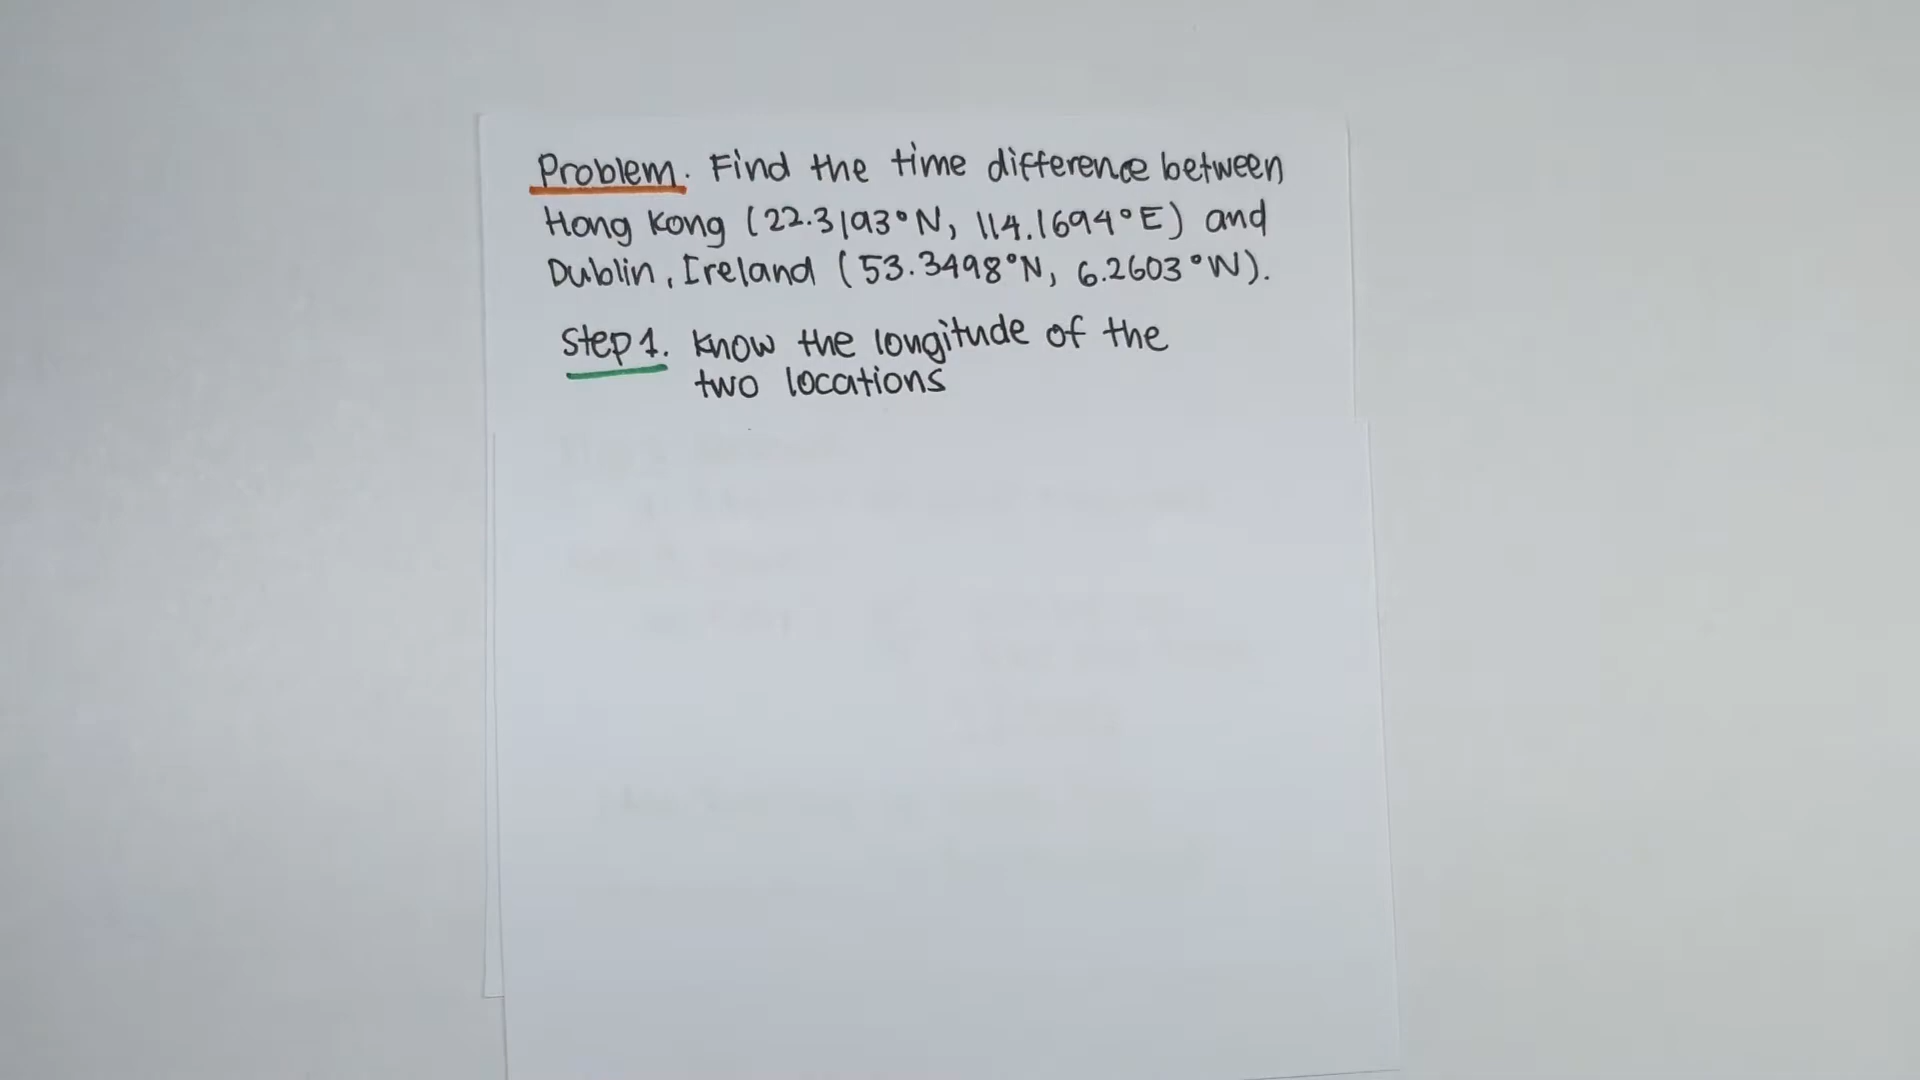 Problem. Find the time difference between
Hong Kong (22.3193°N, 114.1694°E) and
Dublin, Ireland (53.3498°N, 6.2603°W).
Step 1. Know the longitude of the
two locations